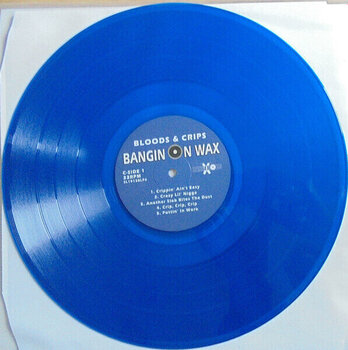 BLOODS & CRIPS
BANGIN ON WAX
C-SIDE 1
33RPM
1. Crippin' Ain't Easy
2. Crazy Lil' Nigga
3. Another Slob Bites The Dust
4. Crip, Crip, Crip
5. Puttin' In Work